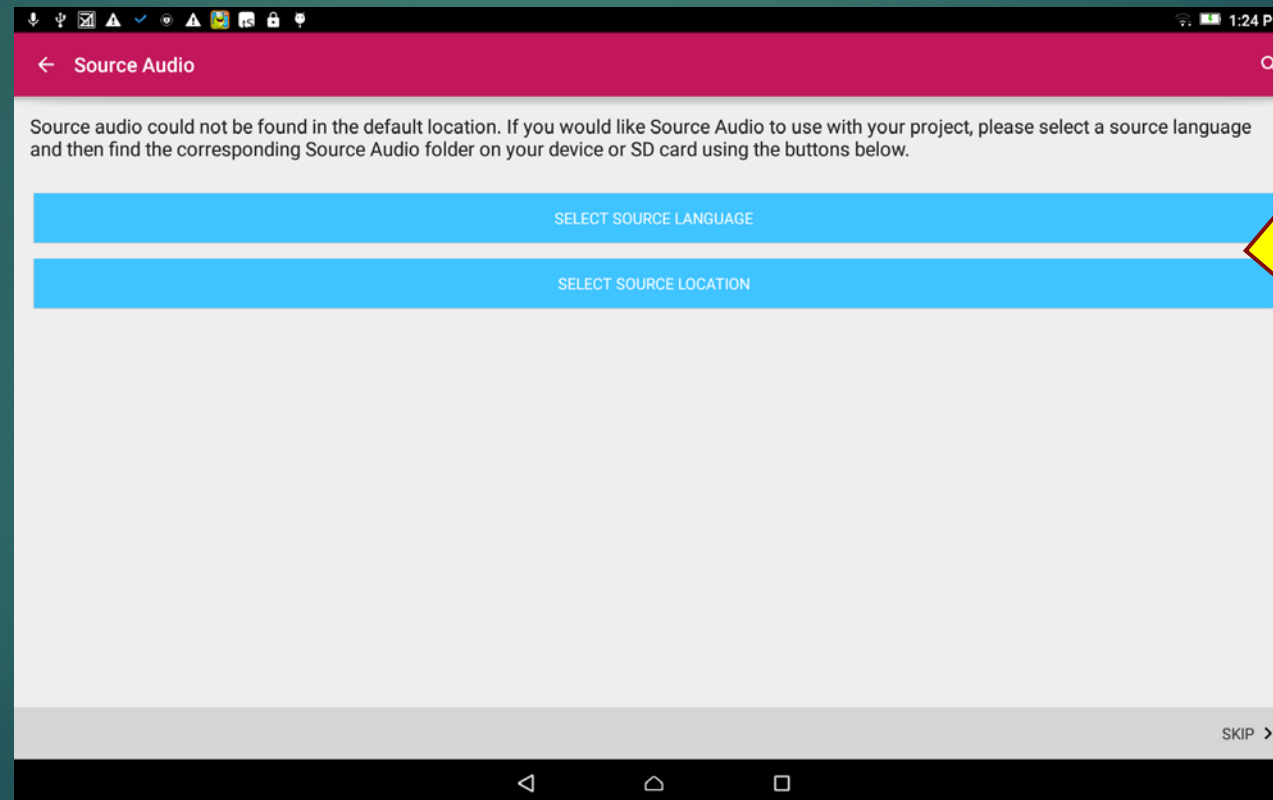 1:24 P
Source Audio
Source audio could not be found in the default location. If you would like Source Audio to use with your project, please select a source language
and then find the corresponding Source Audio folder on your device or SD card using the buttons below.
SELECT SOURCE LANGUAGE
SELECT SOURCE LOCATION
SKIP